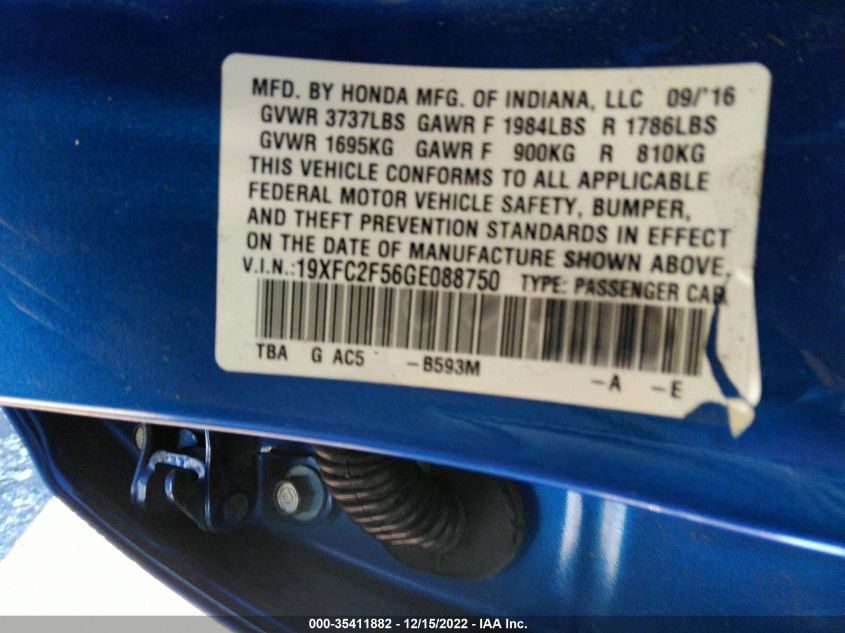 MFD. BY HONDA MFG. OF INDIANA, LLC 09/'16
GVWR 3737LBS GAWR F 1984LBS R 1786LBS
GVWR 1695KG GAWR F 900KG R 810KG
THIS VEHICLE CONFORMS TO ALL APPLICABLE
FEDERAL MOTOR VEHICLE SAFETY, BUMPER,
AND THEFT PREVENTION STANDARDS IN EFFECT
ON THE DATE OF MANUFACTURE SHOWN ABOVE.
V.I.N.:19XFC2F56GE088750 TYPE: PASSENGER CAR
TBA G AC5 -B593M
-A -E
000-35411882 - 12/15/2022 - IAA Inc.